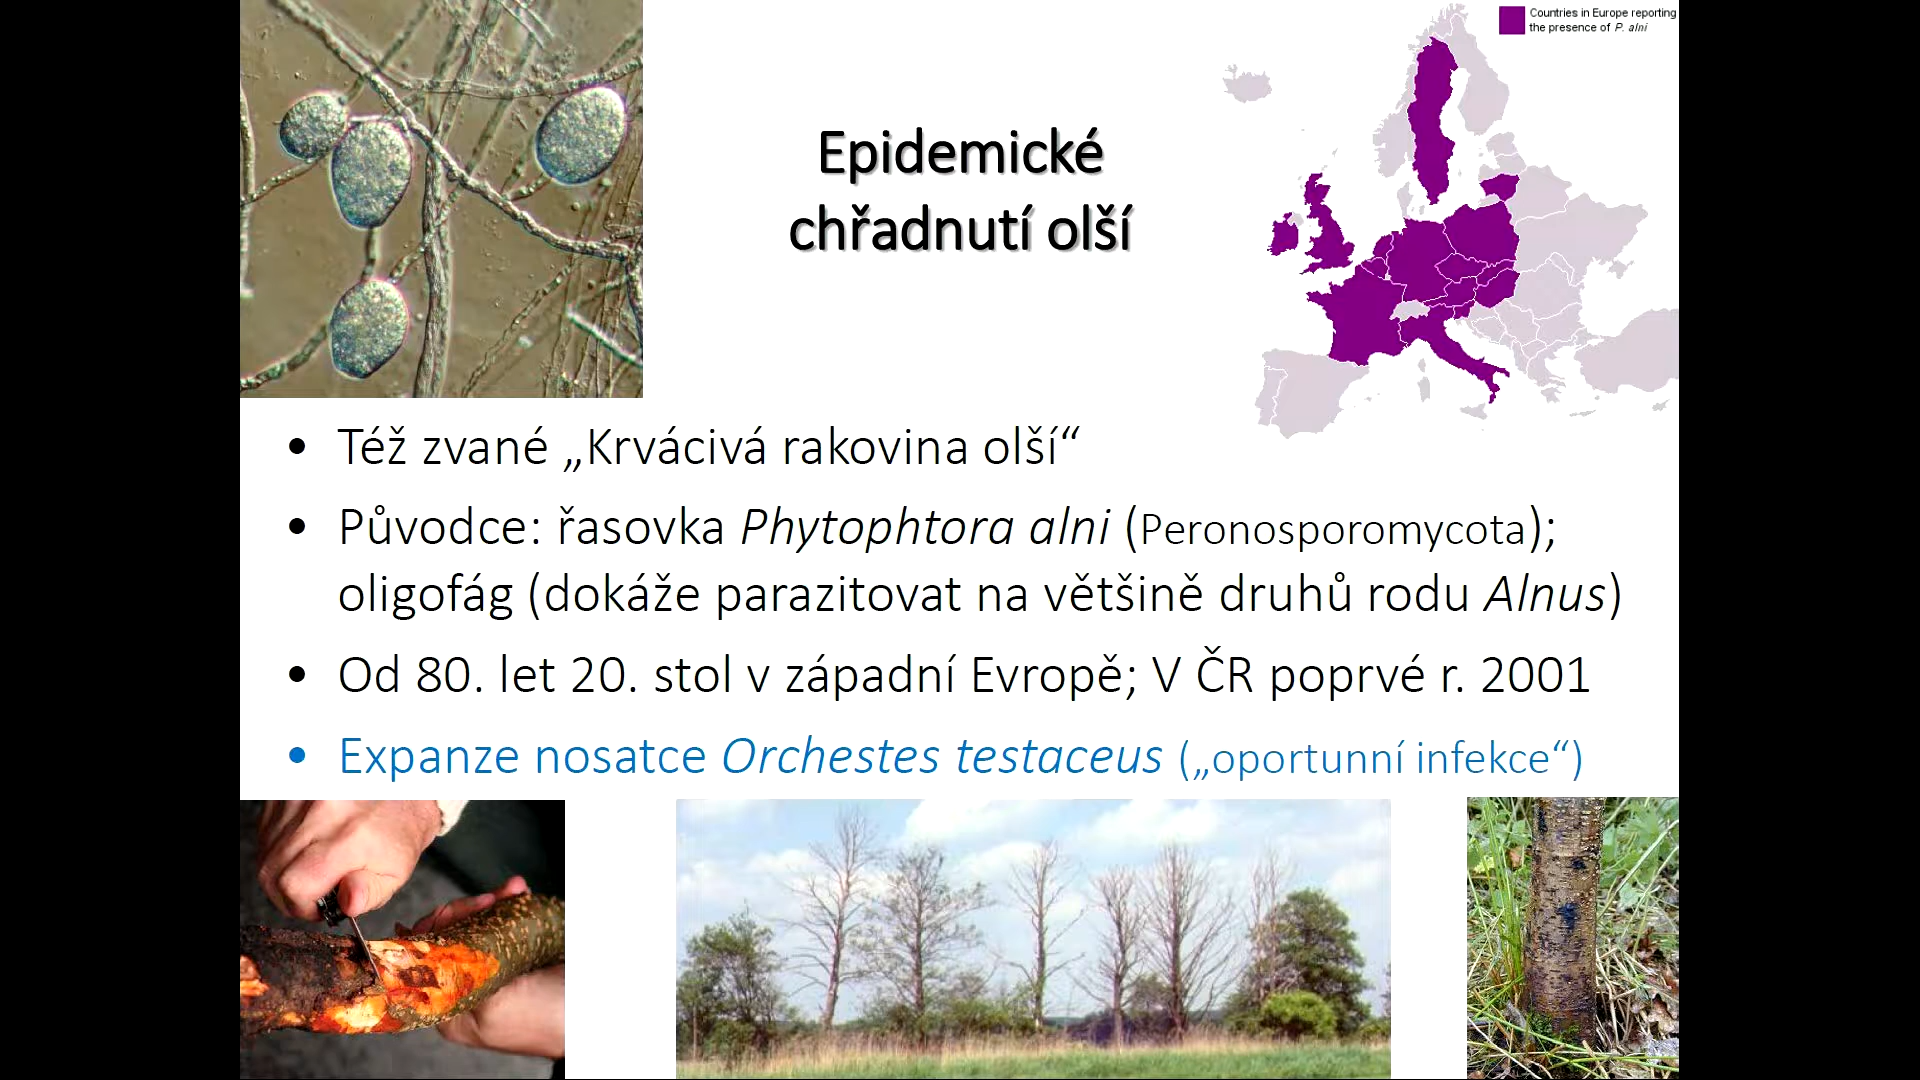 Countries in Europe reporting
the presence of P. alni
Epidemické
chřadnutí olší
• Též zvané „Krvácivá rakovina olší“
• Původce: řasovka Phytophtora alni (Peronosporomycota);
oligofág (dokáže parazitovat na většině druhů rodu Alnus)
• Od 80. let 20. stol v západní Evropě; V ČR poprvé r. 2001
• Expanze nosatce Orchestes testaceus („oportunní infekce“)